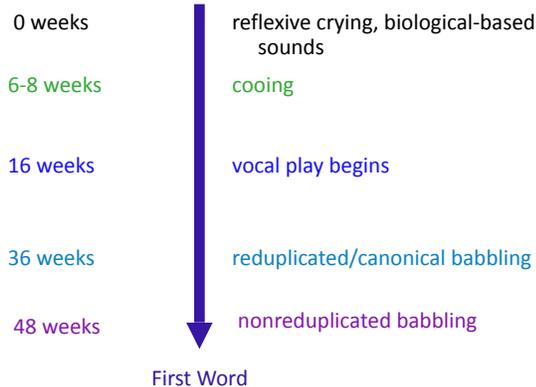 0 weeks reflexive crying, biological-based
sounds
6-8 weeks cooing
16 weeks vocal play begins
36 weeks reduplicated/canonical babbling
48 weeks nonreduplicated babbling
First Word